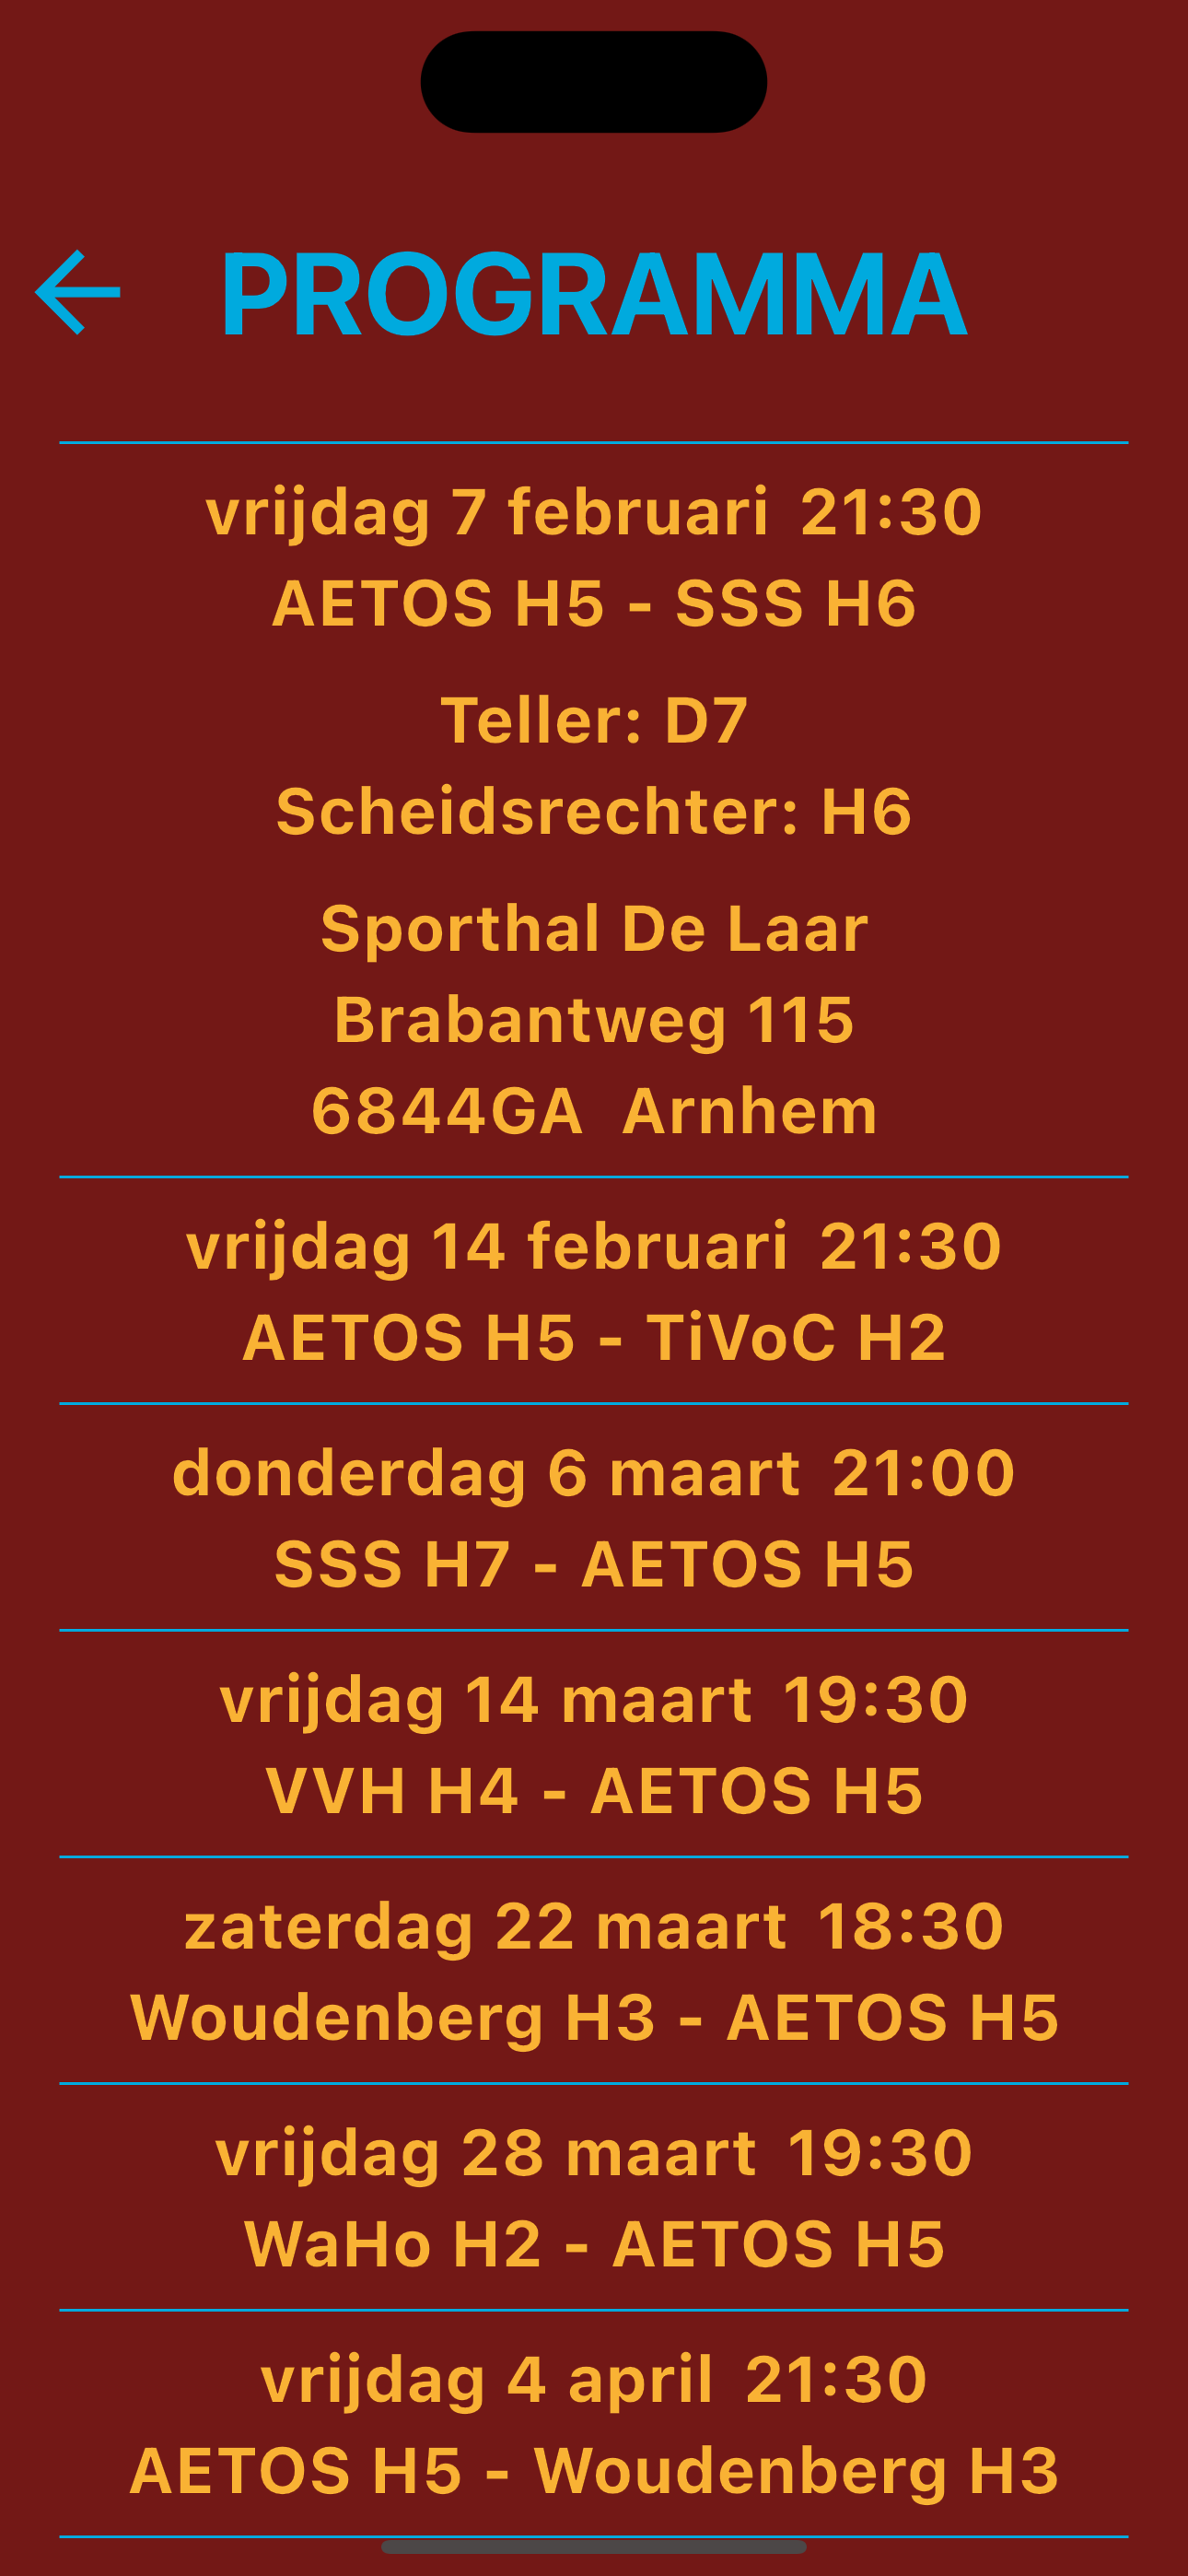 PROGRAMMA
vrijdag 7 februari 21:30
AETOS H5 - SSS H6
Teller: D7
Scheidsrechter: H6
Sporthal De Laar
Brabantweg 115
6844GA Arnhem
vrijdag 14 februari 21:30
AETOS H5 - TiVoC H2
donderdag 6 maart 21:00
SSS H7 - AETOS H5
vrijdag 14 maart 19:30
VVH H4 - AETOS H5
zaterdag 22 maart 18:30
Woudenberg H3 - AETOS H5
vrijdag 28 maart 19:30
WaHo H2 - AETOS H5
vrijdag 4 april 21:30
AETOS H5 - Woudenberg H3